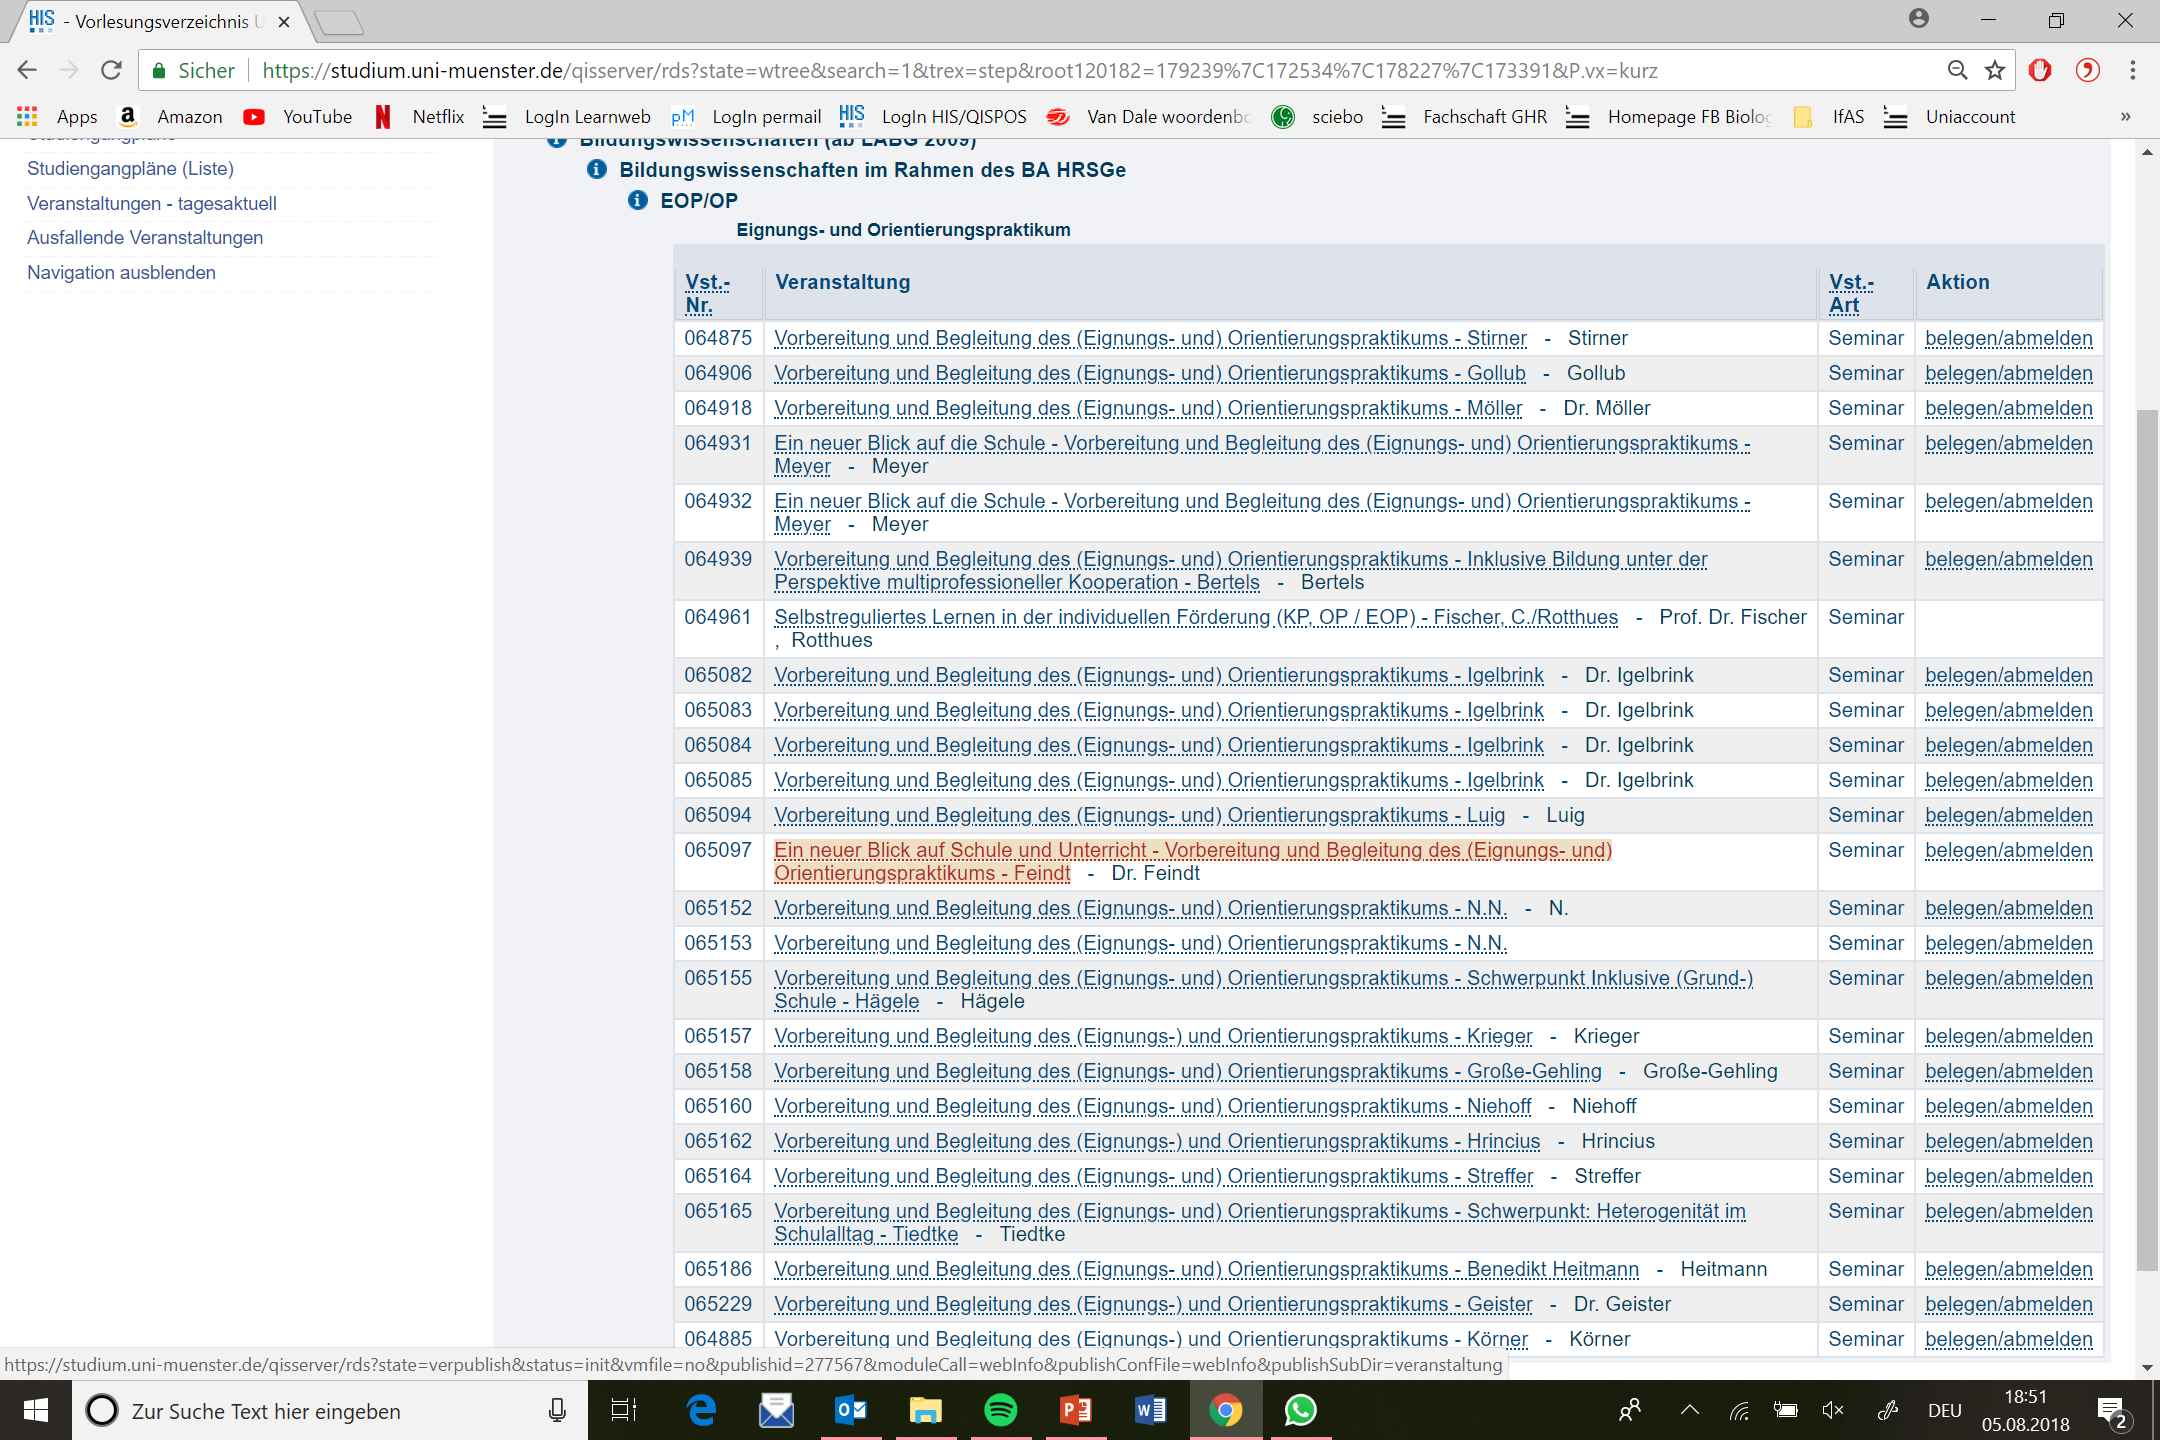 HIS - Vorlesungsverzeichnis U
Sicher https://studium.uni-muenster.de/qisserver/rds?state=wtree&search=1&trex=step&root120182=179239%7C172534%7C178227%7C173391&P.vx=kurz
Apps Amazon YouTube Netflix LogIn Learnweb pM LogIn permail HIS LogIn HIS/QISPOS Van Dale woordenb sciebo Fachschaft GHR Homepage FB Biolog IfAS Uniaccount »
Studiengangpläne
Studiengangpläne (Liste)
Veranstaltungen - tagesaktuell
Ausfallende Veranstaltungen
Navigation ausblenden
Bildungswissenschaften (ab LABG 2009)
Bildungswissenschaften im Rahmen des BA HRSGe
EOP/OP
Eignungs- und Orientierungspraktikum
Vst.- Veranstaltung Vst.- Aktion
Nr. Art
064875 Vorbereitung und Begleitung des (Eignungs- und) Orientierungspraktikums - Stirner - Stirner Seminar belegen/abmelden
064906 Vorbereitung und Begleitung des (Eignungs- und) Orientierungspraktikums - Gollub - Gollub Seminar belegen/abmelden
064918 Vorbereitung und Begleitung des (Eignungs- und) Orientierungspraktikums - Möller - Dr. Möller Seminar belegen/abmelden
064931 Ein neuer Blick auf die Schule - Vorbereitung und Begleitung des (Eignungs- und) Orientierungspraktikums - Seminar belegen/abmelden
Meyer - Meyer
064932 Ein neuer Blick auf die Schule - Vorbereitung und Begleitung des (Eignungs- und) Orientierungspraktikums - Seminar belegen/abmelden
Meyer - Meyer
064939 Vorbereitung und Begleitung des (Eignungs- und) Orientierungspraktikums - Inklusive Bildung unter der Seminar belegen/abmelden
Perspektive multiprofessioneller Kooperation - Bertels - Bertels
064961 Selbstreguliertes Lernen in der individuellen Förderung (KP, OP / EOP) - Fischer, C./Rotthues - Prof. Dr. Fischer Seminar
, Rotthues
065082 Vorbereitung und Begleitung des (Eignungs- und) Orientierungspraktikums - Igelbrink - Dr. Igelbrink Seminar belegen/abmelden
065083 Vorbereitung und Begleitung des (Eignungs- und) Orientierungspraktikums - Igelbrink - Dr. Igelbrink Seminar belegen/abmelden
065084 Vorbereitung und Begleitung des (Eignungs- und) Orientierungspraktikums - Igelbrink - Dr. Igelbrink Seminar belegen/abmelden
065085 Vorbereitung und Begleitung des (Eignungs- und) Orientierungspraktikums - Igelbrink - Dr. Igelbrink Seminar belegen/abmelden
065094 Vorbereitung und Begleitung des (Eignungs- und) Orientierungspraktikums - Luig - Luig Seminar belegen/abmelden
065097 Ein neuer Blick auf Schule und Unterricht - Vorbereitung und Begleitung des (Eignungs- und) Seminar belegen/abmelden
Orientierungspraktikums - Feindt - Dr. Feindt
065152 Vorbereitung und Begleitung des (Eignungs- und) Orientierungspraktikums - N.N. - N. Seminar belegen/abmelden
065153 Vorbereitung und Begleitung des (Eignungs- und) Orientierungspraktikums - N.N. Seminar belegen/abmelden
065155 Vorbereitung und Begleitung des (Eignungs- und) Orientierungspraktikums - Schwerpunkt Inklusive (Grund-) Seminar belegen/abmelden
Schule - Hägele - Hägele
065157 Vorbereitung und Begleitung des (Eignungs-) und Orientierungspraktikums - Krieger - Krieger Seminar belegen/abmelden
065158 Vorbereitung und Begleitung des (Eignungs- und) Orientierungspraktikums - Große-Gehling - Große-Gehling Seminar belegen/abmelden
065160 Vorbereitung und Begleitung des (Eignungs- und) Orientierungspraktikums - Niehoff - Niehoff Seminar belegen/abmelden
065162 Vorbereitung und Begleitung des (Eignungs-) und Orientierungspraktikums - Hrincius - Hrincius Seminar belegen/abmelden
065164 Vorbereitung und Begleitung des (Eignungs- und) Orientierungspraktikums - Streffer - Streffer Seminar belegen/abmelden
065165 Vorbereitung und Begleitung des (Eignungs- und) Orientierungspraktikums - Schwerpunkt: Heterogenität im Seminar belegen/abmelden
Schulalltag - Tiedtke - Tiedtke
065186 Vorbereitung und Begleitung des (Eignungs- und) Orientierungspraktikums - Benedikt Heitmann - Heitmann Seminar belegen/abmelden
065229 Vorbereitung und Begleitung des (Eignungs-) und Orientierungspraktikums - Geister - Dr. Geister Seminar belegen/abmelden
064885 Vorbereitung und Begleitung des (Eignungs-) und Orientierungspraktikums - Körner - Körner Seminar belegen/abmelden
https://studium.uni-muenster.de/qisserver/rds?state=verpublish&status=init&vmfile=no&publishid=277567&moduleCall=webInfo&publishConfFile=webInfo&publishSubDir=veranstaltung
Zur Suche Text hier eingeben
DEU
18:51
05.08.2018
2